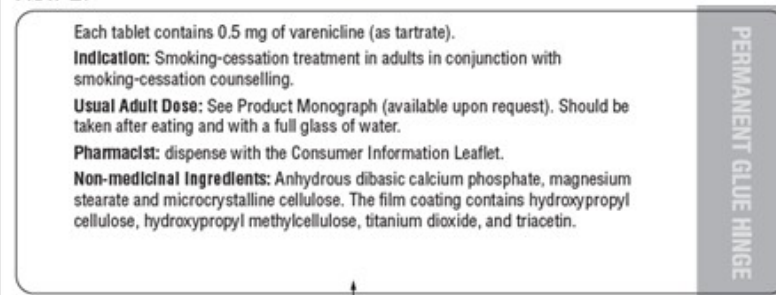 Each tablet contains 0.5 mg of varenicline (as tartrate).
Indication: Smoking-cessation treatment in adults in conjunction with
smoking-cessation counselling.
Usual Adult Dose: See Product Monograph (available upon request). Should be
taken after eating and with a full glass of water.
Pharmacist: dispense with the Consumer Information Leaflet.
Non-medicinal Ingredients: Anhydrous dibasic calcium phosphate, magnesium
stearate and microcrystalline cellulose. The film coating contains hydroxypropyl
cellulose, hydroxypropyl methylcellulose, titanium dioxide, and triacetin.
PERMANENT GLUE HINGE